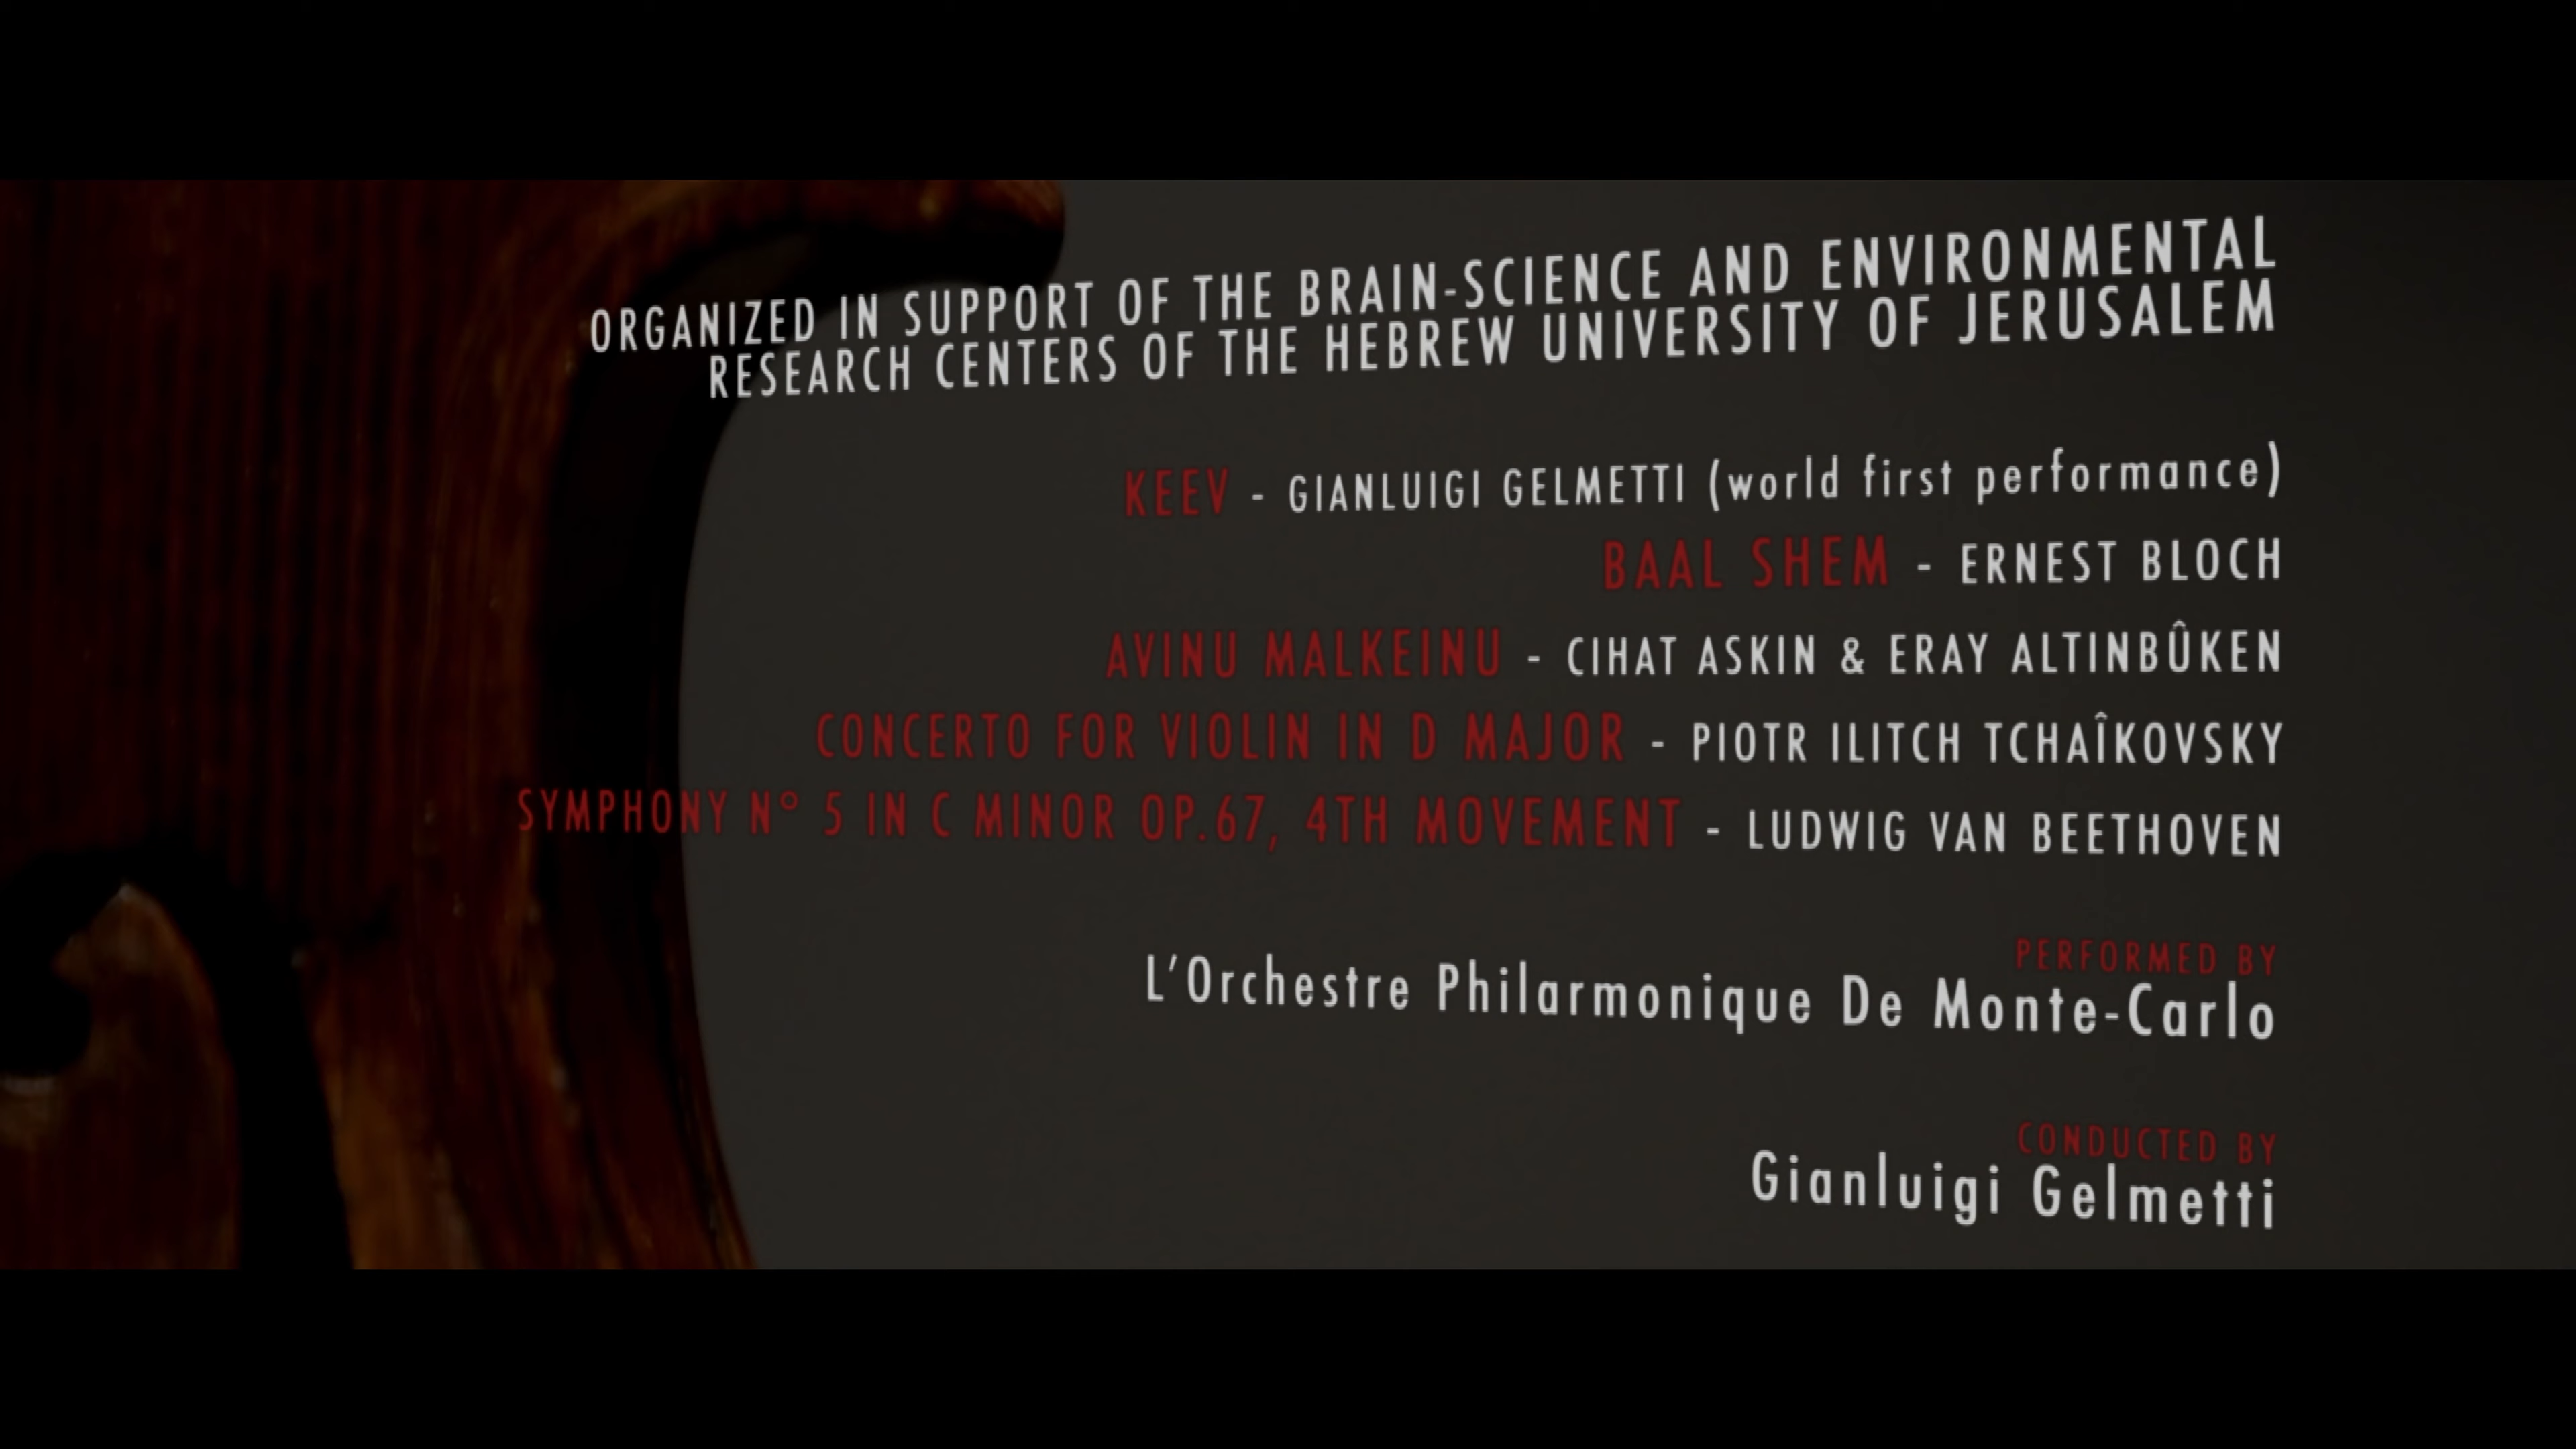 ORGANIZED IN SUPPORT OF THE BRAIN-SCIENCE AND ENVIRONMENTAL
RESEARCH CENTERS OF THE HEBREW UNIVERSITY OF JERUSALEM
KEEV - GIANLUIGI GELMETTI (world first performance)
BAAL SHEM - ERNEST BLOCH
AVINU MALKEINU - CIHAT ASKIN & ERAY ALTINBÛKEN
CONCERTO FOR VIOLIN IN D MAJOR - PIOTR ILITCH TCHAÎKOVSKY
SYMPHONY N° 5 IN C MINOR OP.67, 4TH MOVEMENT - LUDWIG VAN BEETHOVEN
PERFORMED BY
L'Orchestre Philarmonique De Monte-Carlo
CONDUCTED BY
Gianluigi Gelmetti